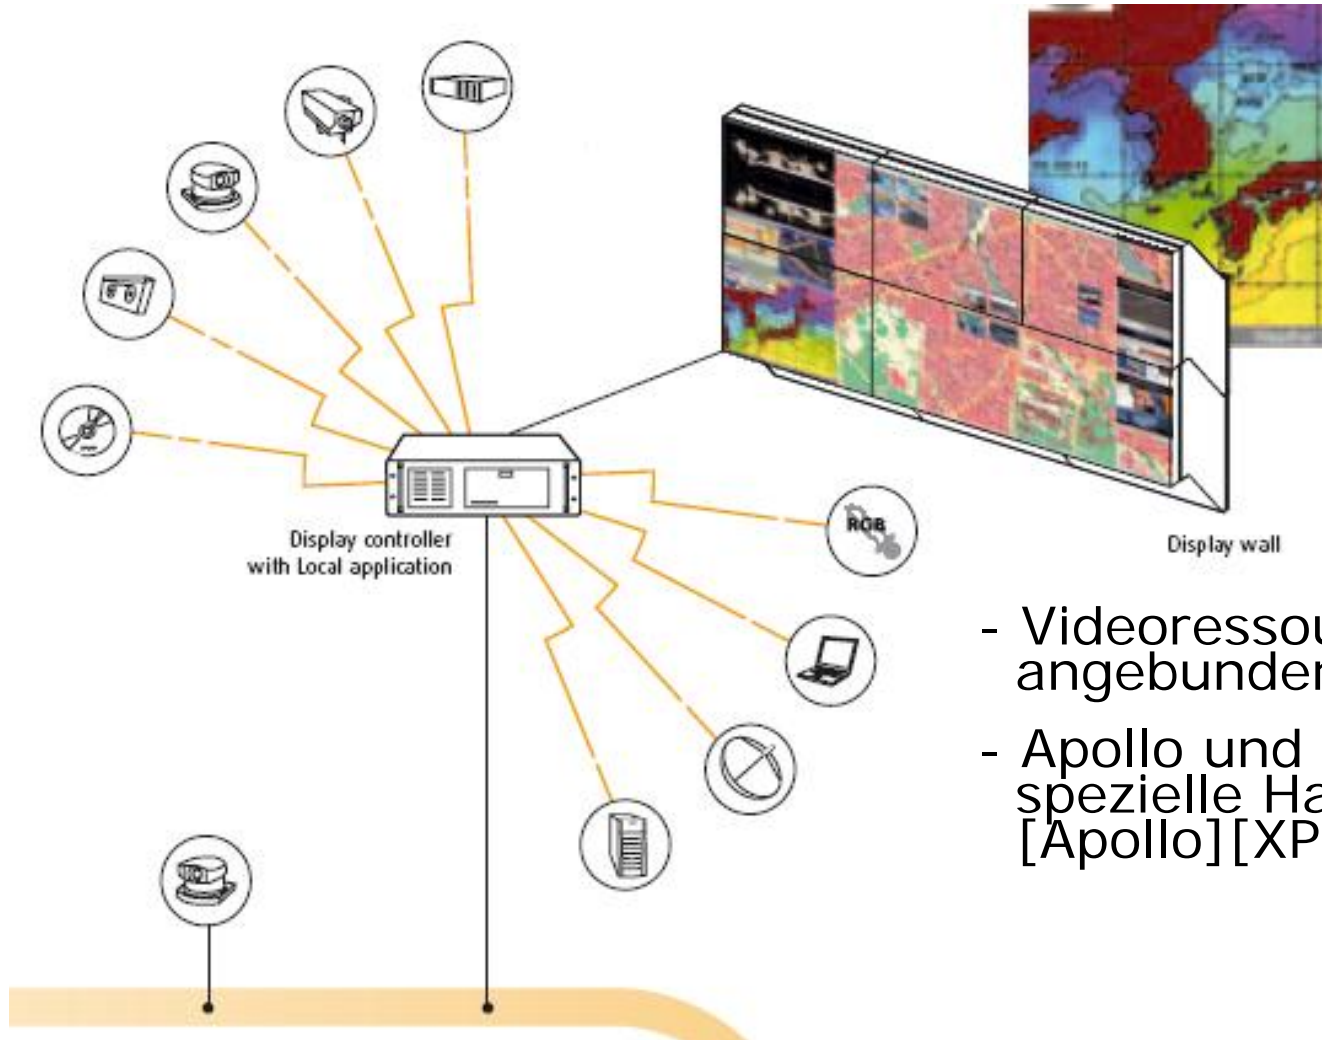 RGB
Display controller
with Local application
Display wall
- Videoressou
angebunden
- Apollo und
spezielle Ha
[Apollo][XP